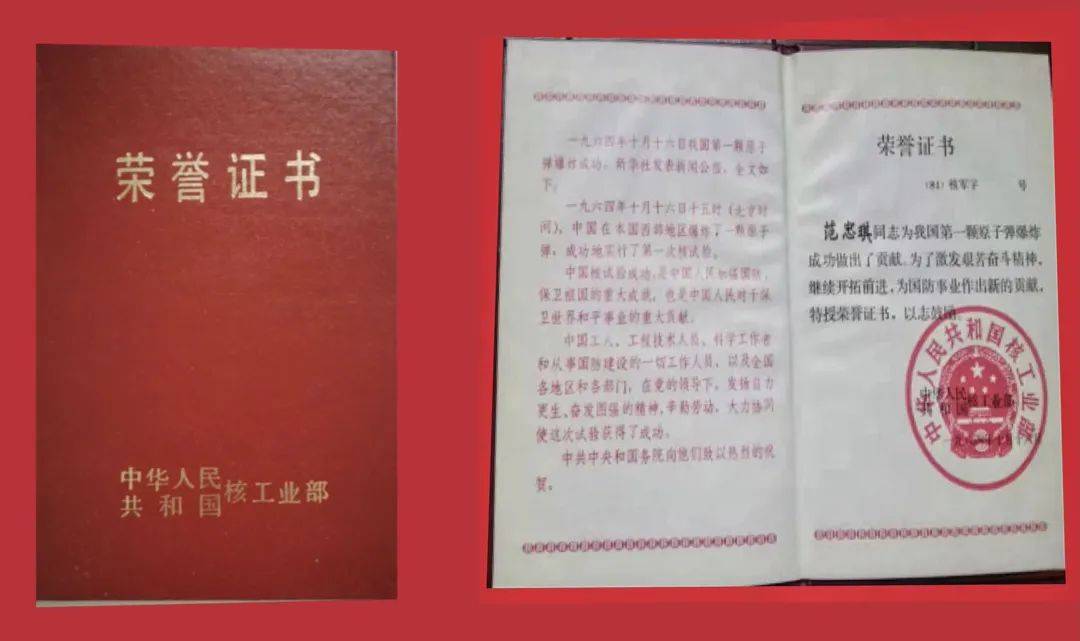 荣誉证书
中华人民
共和国
核工业部
一九六四年十月十六日我国第一颗原子
弹爆炸成功,新华社发表新闻公告,全文如
下:
一九六四年十月十六日十五时(北京时
间),中国在本国西部地区爆炸了一颗原子
弹,成功地实行了第一次核试验。
中国核试验成功,是中国人民加强国防、
保卫祖国的重大成就,也是中国人民对于保
卫世界和平事业的重大贡献。
中国工人、工程技术人员、科学工作者
和从事国防建设的一切工作人员,以及全国
各地区和各部门,在党的领导下,发扬自力
更生、奋发图强的精神,辛勤劳动,大力协同
使这次试验获得了成功。
中共中央和国务院向他们致以热烈的祝
贺。
荣誉证书
(84)核军字 号
范忠琪同志为我国第一颗原子弹爆炸
成功做出了贡献。为了激发艰苦奋斗精神,
继续开拓前进,为国防事业作出新的贡献,
特授荣誉证书,以志鼓励。
中华人民共和国核工业部
中华人民
共和国
核工业部